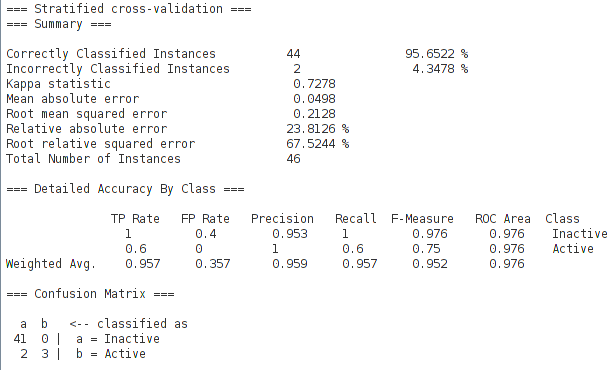 === Stratified cross-validation ===
=== Summary ===
Correctly Classified Instances 44 95.6522 %
Incorrectly Classified Instances 2 4.3478 %
Kappa statistic 0.7278
Mean absolute error 0.0498
Root mean squared error 0.2128
Relative absolute error 23.8126 %
Root relative squared error 67.5244 %
Total Number of Instances 46
=== Detailed Accuracy By Class ===
TP Rate FP Rate Precision Recall F-Measure ROC Area Class
1 0.4 0.953 1 0.976 0.976 Inactive
0.6 0 1 0.6 0.75 0.976 Active
Weighted Avg. 0.957 0.357 0.959 0.957 0.952 0.976
=== Confusion Matrix ===
a b <-- classified as
41 0 | a = Inactive
2 3 | b = Active